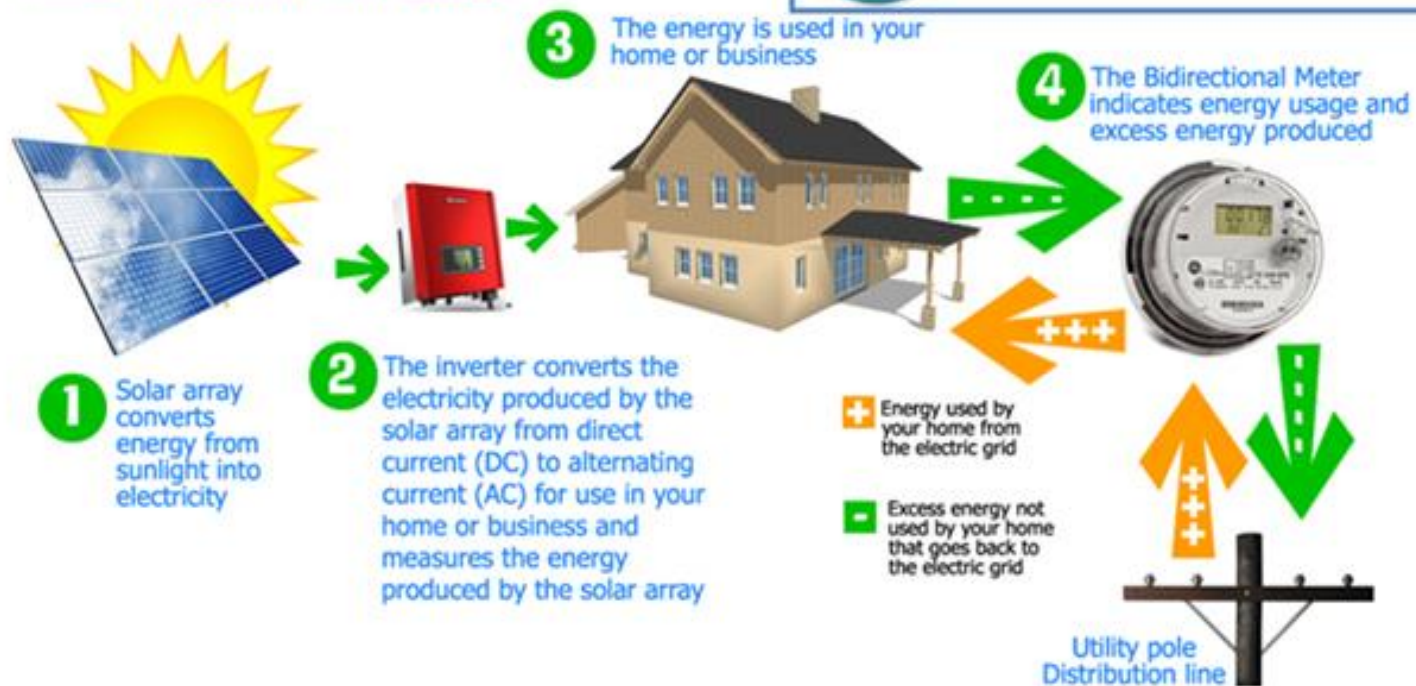 1
Solar array
converts
energy from
sunlight into
electricity
2
The inverter converts the
electricity produced by the
solar array from direct
current (DC) to alternating
current (AC) for use in your
home or business and
measures the energy
produced by the solar array
3
The energy is used in your
home or business
4
The Bidirectional Meter
indicates energy usage and
excess energy produced
+ Energy used by
your home from
the electric grid
- Excess energy not
used by your home
that goes back to
the electric grid
Utility pole
Distribution line